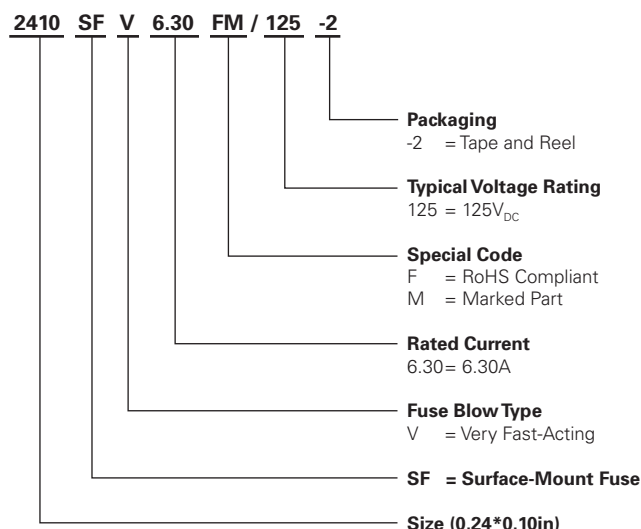 2410 SF V 6.30 FM / 125 -2
Packaging
-2 = Tape and Reel
Typical Voltage Rating
125 = 125V_DC
Special Code
F = RoHS Compliant
M = Marked Part
Rated Current
6.30= 6.30A
Fuse Blow Type
V = Very Fast-Acting
SF = Surface-Mount Fuse
Size (0.24*0.10in)